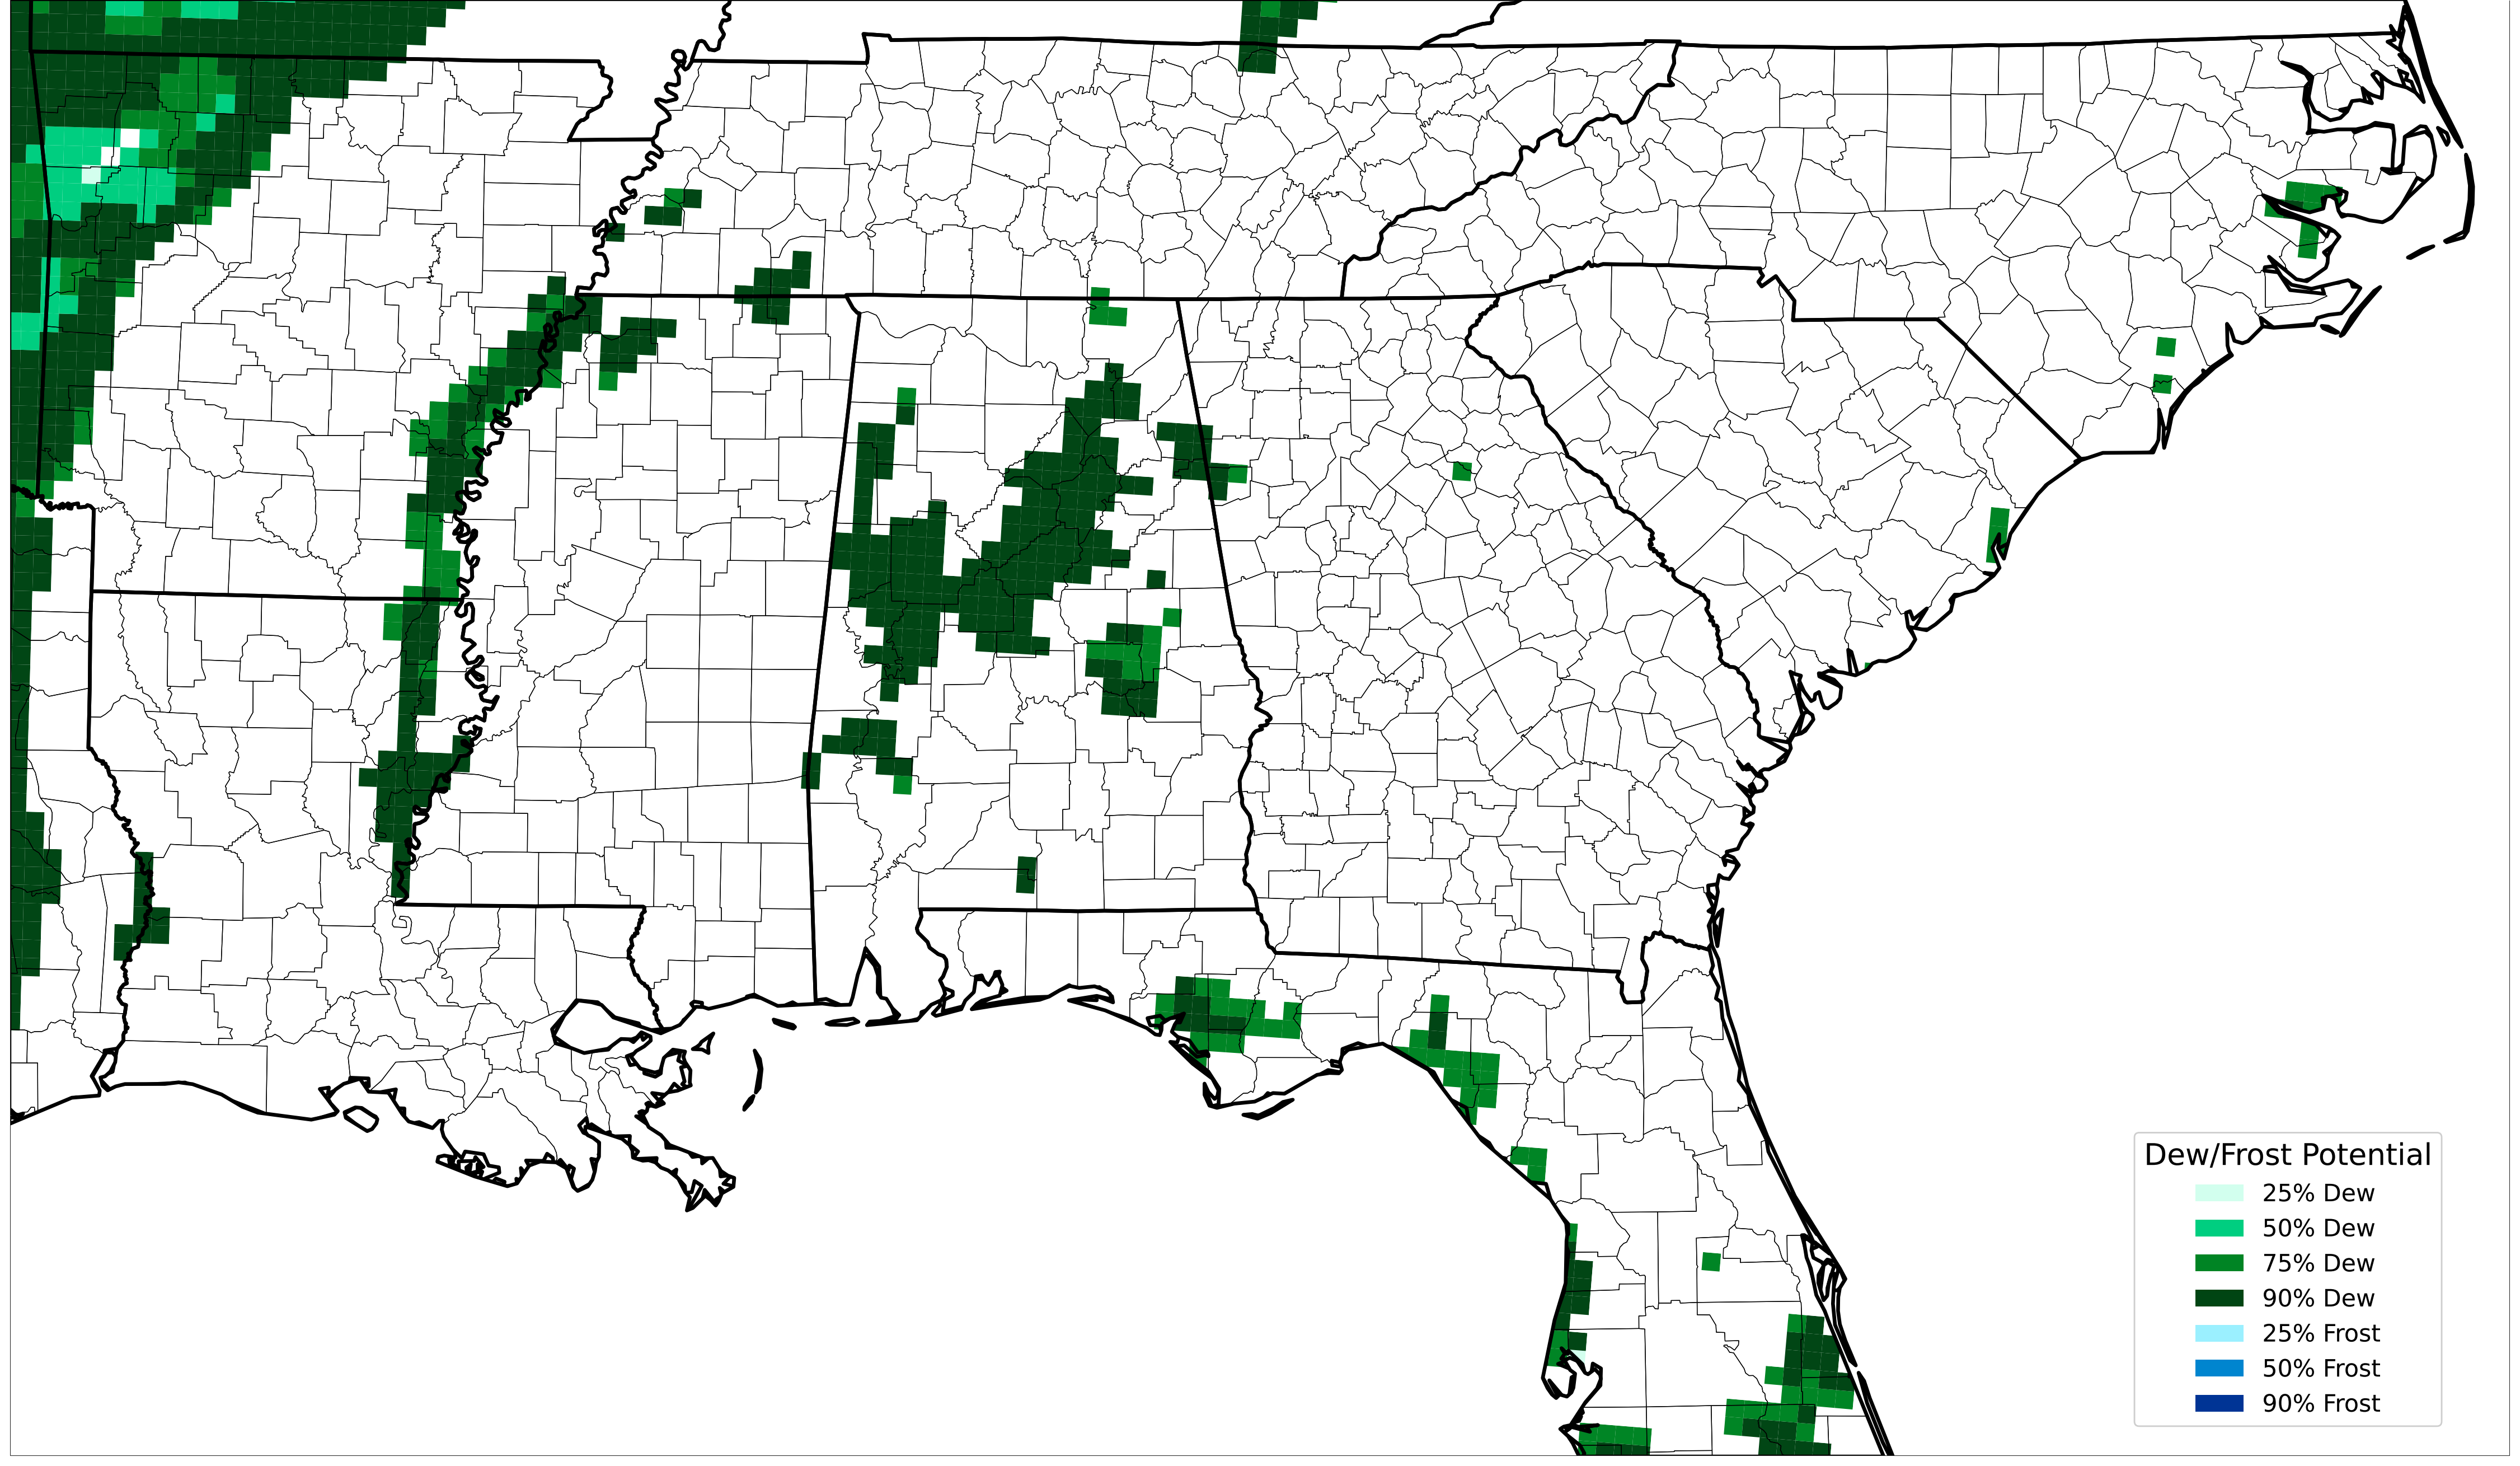 Dew/Frost Potential
25% Dew
50% Dew
75% Dew
90% Dew
25% Frost
50% Frost
90% Frost